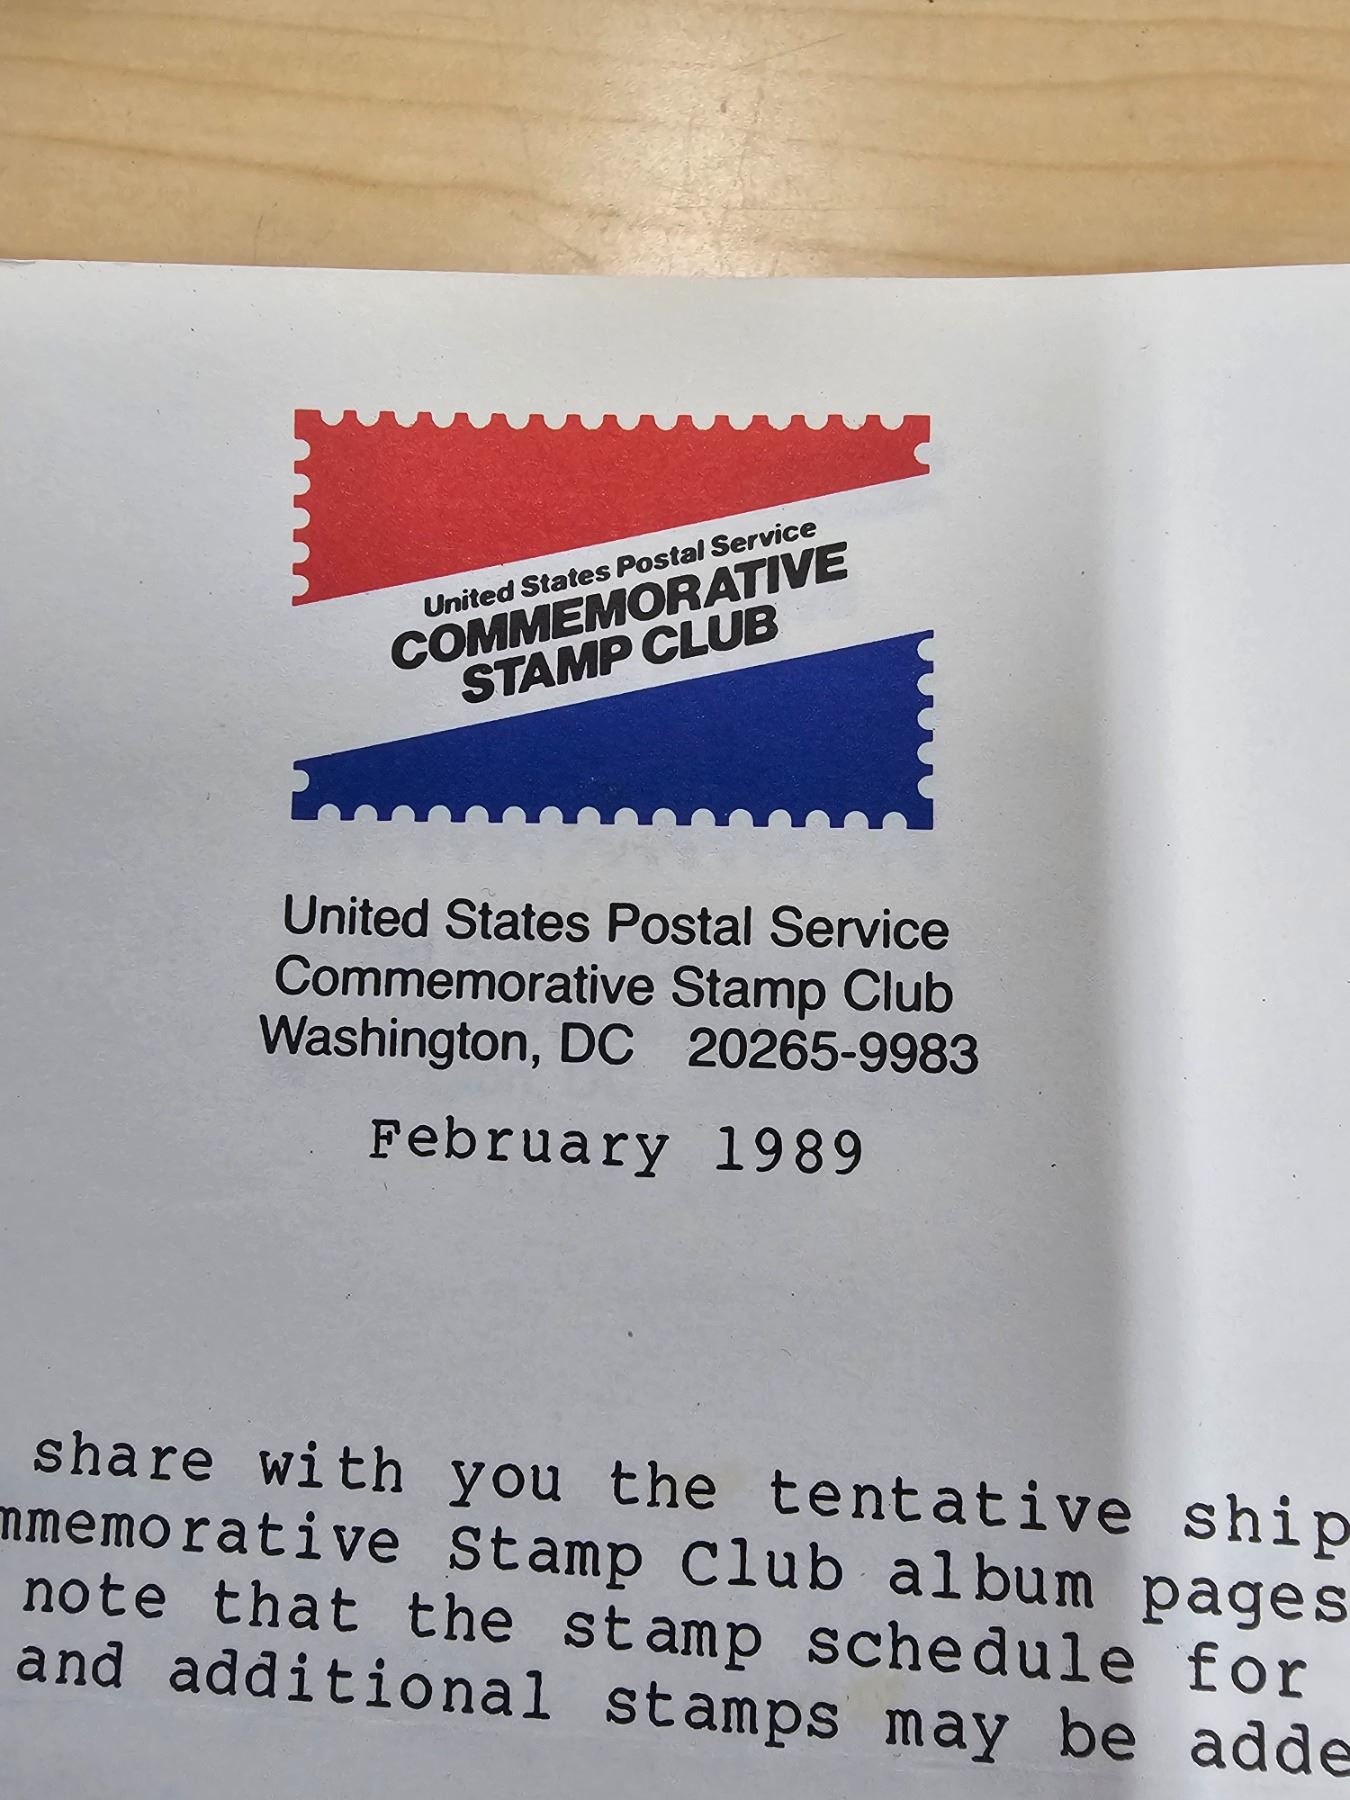 United States Postal Service
COMMEMORATIVE
STAMP CLUB
United States Postal Service
Commemorative Stamp Club
Washington, DC 20265-9983
February 1989
share with you the tentative ship
mmemorative Stamp Club album pages
note that the stamp schedule for
and additional stamps may be adde